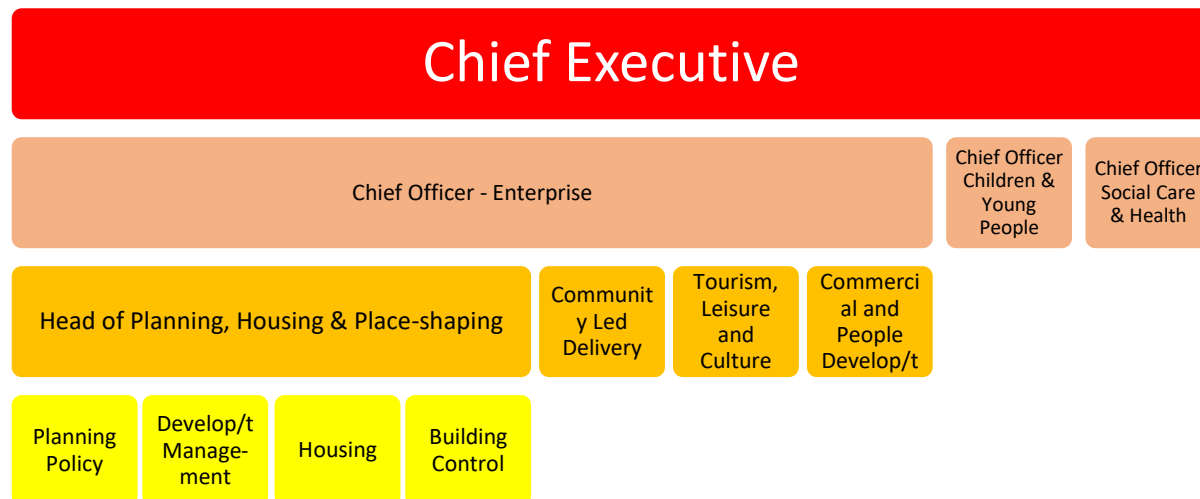 Chief Executive
Chief Officer - Enterprise
Chief Officer
Children &
Young
People
Chief Officer
Social Care
& Health
Head of Planning, Housing & Place-shaping
Communit
y Led
Delivery
Tourism,
Leisure
and
Culture
Commerci
al and
People
Develop/t
Planning
Policy
Develop/t
Manage-
ment
Housing
Building
Control